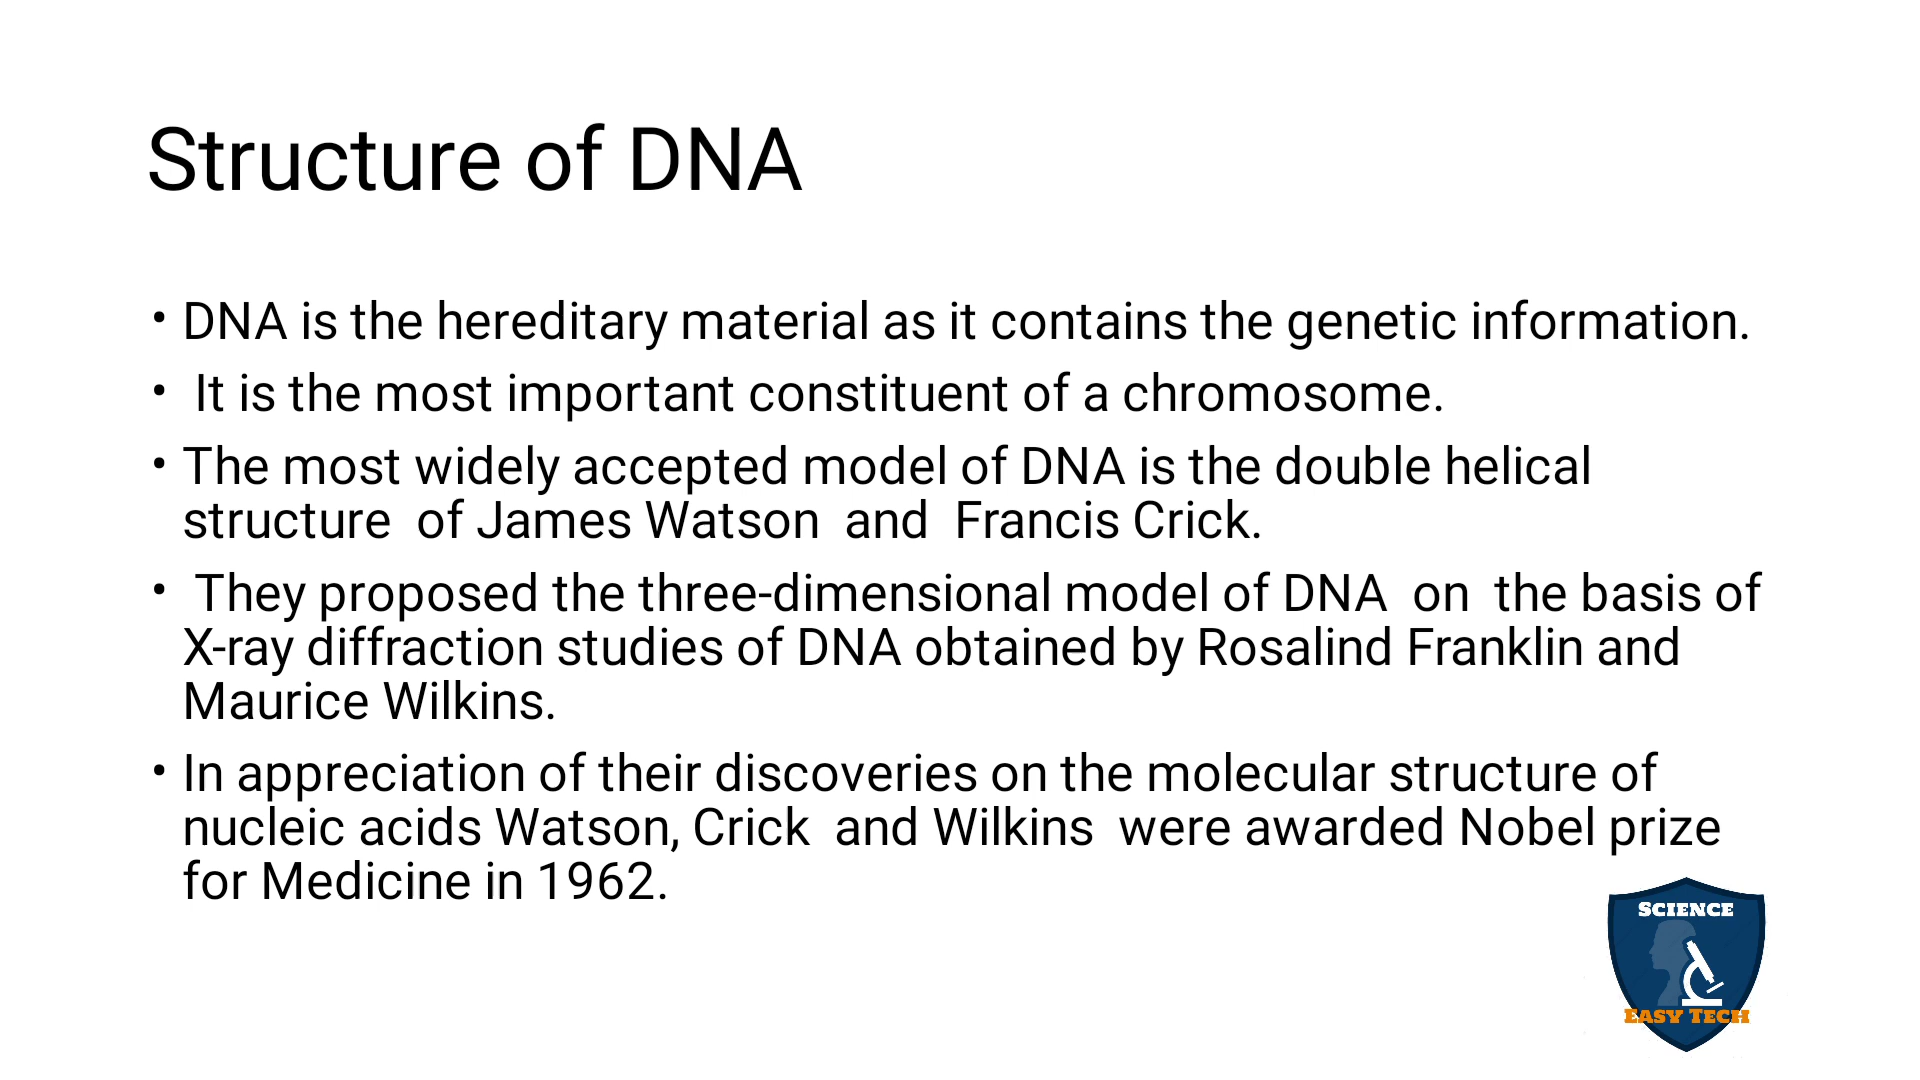 Structure of DNA
• DNA is the hereditary material as it contains the genetic information.
• It is the most important constituent of a chromosome.
• The most widely accepted model of DNA is the double helical
structure of James Watson and Francis Crick.
• They proposed the three-dimensional model of DNA on the basis of
X-ray diffraction studies of DNA obtained by Rosalind Franklin and
Maurice Wilkins.
• In appreciation of their discoveries on the molecular structure of
nucleic acids Watson, Crick and Wilkins were awarded Nobel prize
for Medicine in 1962.
SCIENCE
EASY TECH